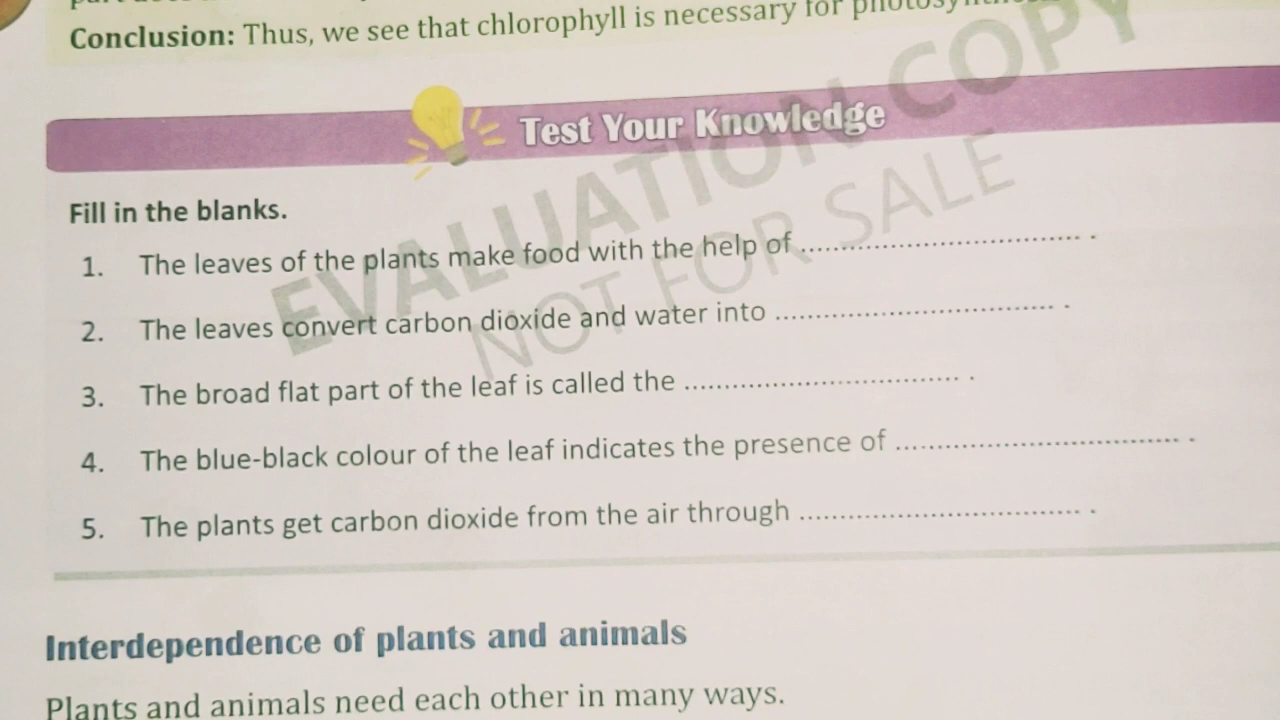 Conclusion: Thus, we see that chlorophyll is necessary for
EVALUATION COPY
NOT FOR SALE
Test Your Knowledge
Fill in the blanks.
1. The leaves of the plants make food with the help of .................................... .
2. The leaves convert carbon dioxide and water into .................................... .
3. The broad flat part of the leaf is called the .................................... .
4. The blue-black colour of the leaf indicates the presence of .................................... .
5. The plants get carbon dioxide from the air through .................................... .
Interdependence of plants and animals
Plants and animals need each other in many ways.